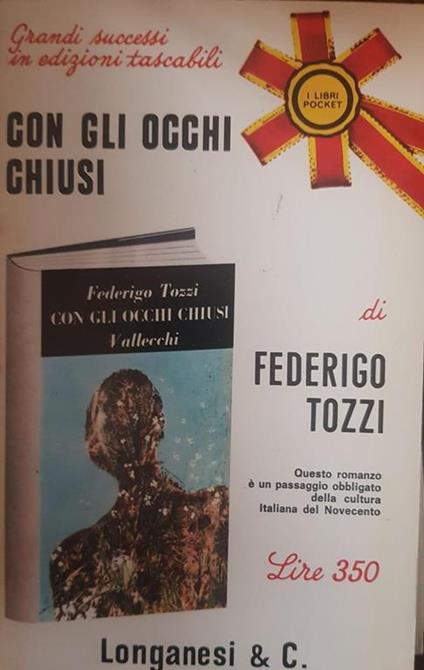 Grandi successi
in edizioni tascabili
I LIBRI
POCKET
CON GLI OCCHI
CHIUSI
Federigo Tozzi
CON GLI OCCHI CHIUSI
Vallecchi
di
FEDERIGO
TOZZI
Questo romanzo
è un passaggio obbligato
della cultura
Italiana del Novecento
Lire 350
Longanesi & C.